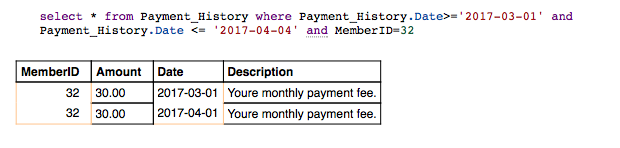 select * from Payment_History where Payment_History.Date>='2017-03-01' and
Payment_History.Date <= '2017-04-04' and MemberID=32
MemberID Amount Date Description
32 30.00 2017-03-01 Youre monthly payment fee.
32 30.00 2017-04-01 Youre monthly payment fee.